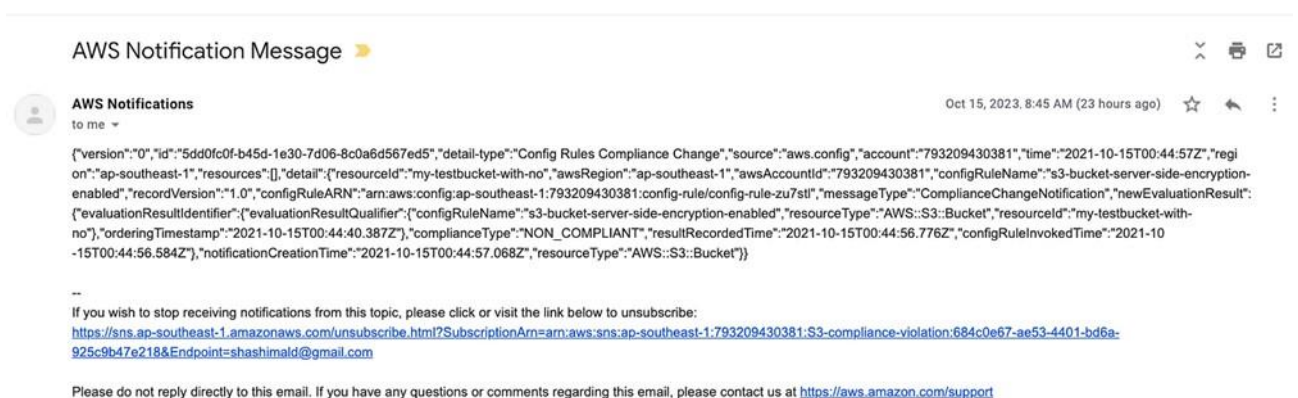 AWS Notification Message
AWS Notifications
Oct 15, 2023. 8:45 AM (23 hours ago)
to me
{"version":"0","id":"5dd0fc0f-b45d-1e30-7d06-8c0a6d567ed5","detail-type":"Config Rules Compliance Change","source":"aws.config","account":"793209430381","time":"2021-10-15T00:44:57Z","regi
on":"ap-southeast-1","resources":[],"detail":{"resourceId":"my-testbucket-with-no","awsRegion":"ap-southeast-1","awsAccountId":"793209430381","configRuleName":"s3-bucket-server-side-encryption-
enabled","recordVersion":"1.0","configRuleARN":"arn:aws:config:ap-southeast-1:793209430381:config-rule/config-rule-zu7stl","messageType":"ComplianceChangeNotification","newEvaluationResult":
{"evaluationResultIdentifier":{"evaluationResultQualifier":{"configRuleName":"s3-bucket-server-side-encryption-enabled","resourceType":"AWS::S3::Bucket","resourceId":"my-testbucket-with-
no"},"orderingTimestamp":"2021-10-15T00:44:40.387Z"},"complianceType":"NON_COMPLIANT","resultRecordedTime":"2021-10-15T00:44:56.776Z","configRuleInvokedTime":"2021-10
-15T00:44:56.584Z"},"notificationCreationTime":"2021-10-15T00:44:57.068Z","resourceType":"AWS::S3::Bucket"}}
--
If you wish to stop receiving notifications from this topic, please click or visit the link below to unsubscribe:
https://sns.ap-southeast-1.amazonaws.com/unsubscribe.html?SubscriptionArn=arn:aws:sns:ap-southeast-1:793209430381:S3-compliance-violation:684c0e67-ae53-4401-bd6a-
925c9b47e218&Endpoint=shashimald@gmail.com
Please do not reply directly to this email. If you have any questions or comments regarding this email, please contact us at https://aws.amazon.com/support